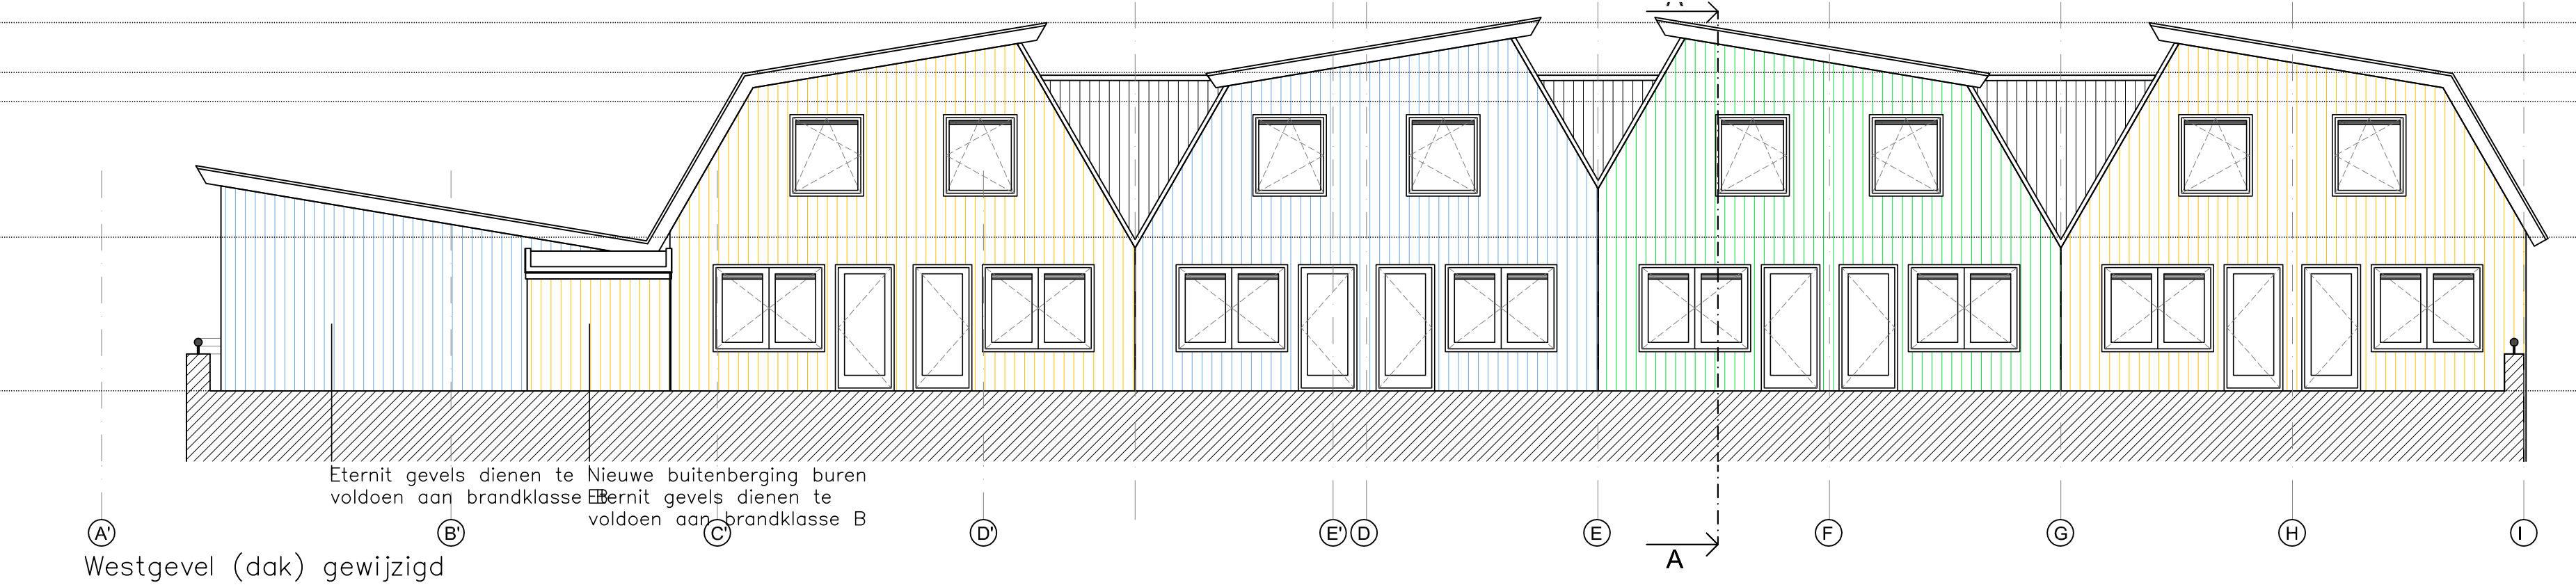 A
Eternit gevels dienen te
voldoen aan brandklasse B
Nieuwe buitenberging buren
Eternit gevels dienen te
voldoen aan brandklasse B
A'
B'
C'
D'
E'
D
E
A
F
G
H
I
Westgevel (dak) gewijzigd